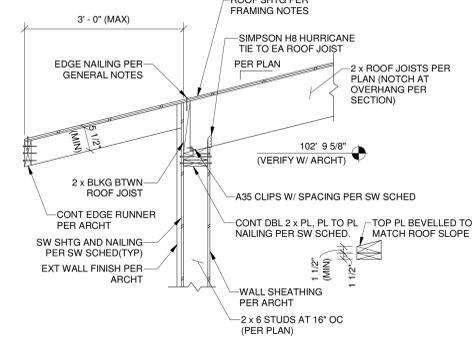 ROOF SHTG PER
FRAMING NOTES
3' - 0" (MAX)
SIMPSON H8 HURRICANE
TIE TO EA ROOF JOIST
EDGE NAILING PER
GENERAL NOTES
PER PLAN
2 x ROOF JOISTS PER
PLAN (NOTCH AT
OVERHANG PER
SECTION)
5 1/2"
(MIN)
102' 9 5/8"
(VERIFY W/ ARCHT)
2 x BLKG BTWN
ROOF JOIST
A35 CLIPS W/ SPACING PER SW SCHED
CONT EDGE RUNNER
PER ARCHT
CONT DBL 2 x PL, PL TO PL
NAILING PER SW SCHED.
TOP PL BEVELLED TO
MATCH ROOF SLOPE
SW SHTG AND NAILING
PER SW SCHED(TYP)
1 1/2"
(MIN)
1 1/2"
EXT WALL FINISH PER
ARCHT
WALL SHEATHING
PER ARCHT
2 x 6 STUDS AT 16" OC
(PER PLAN)